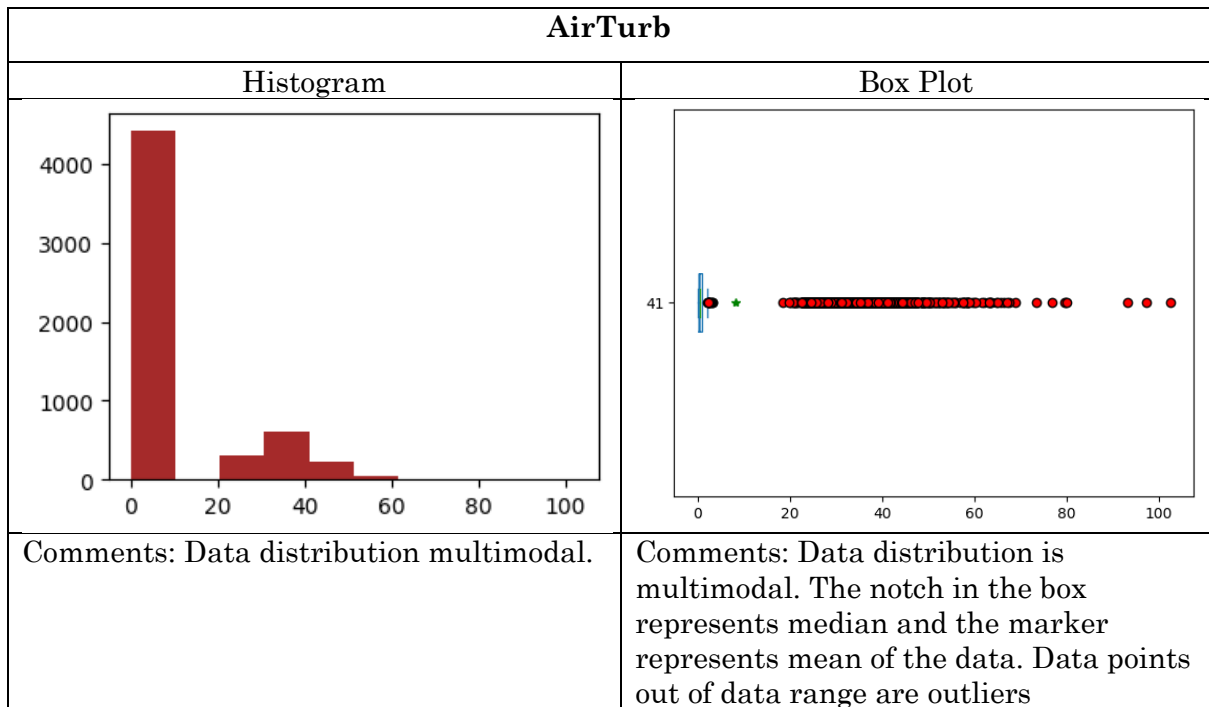 AirTurb
Histogram
Box Plot
4000
3000
2000
1000
0
0 20 40 60 80 100
41
0 20 40 60 80 100
Comments: Data distribution multimodal.
Comments: Data distribution is
multimodal. The notch in the box
represents median and the marker
represents mean of the data. Data points
out of data range are outliers